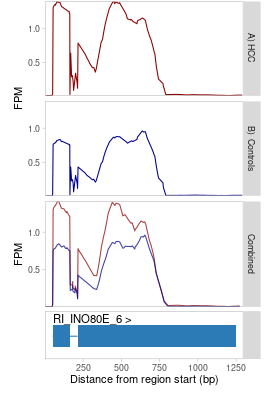 A) HCC
1.0
0.5
FPM
B) Controls
1.0
0.5
Combined
1.0
0.5
FPM
RI_INO80E_6 >
250 500 750 1000 1250
Distance from region start (bp)